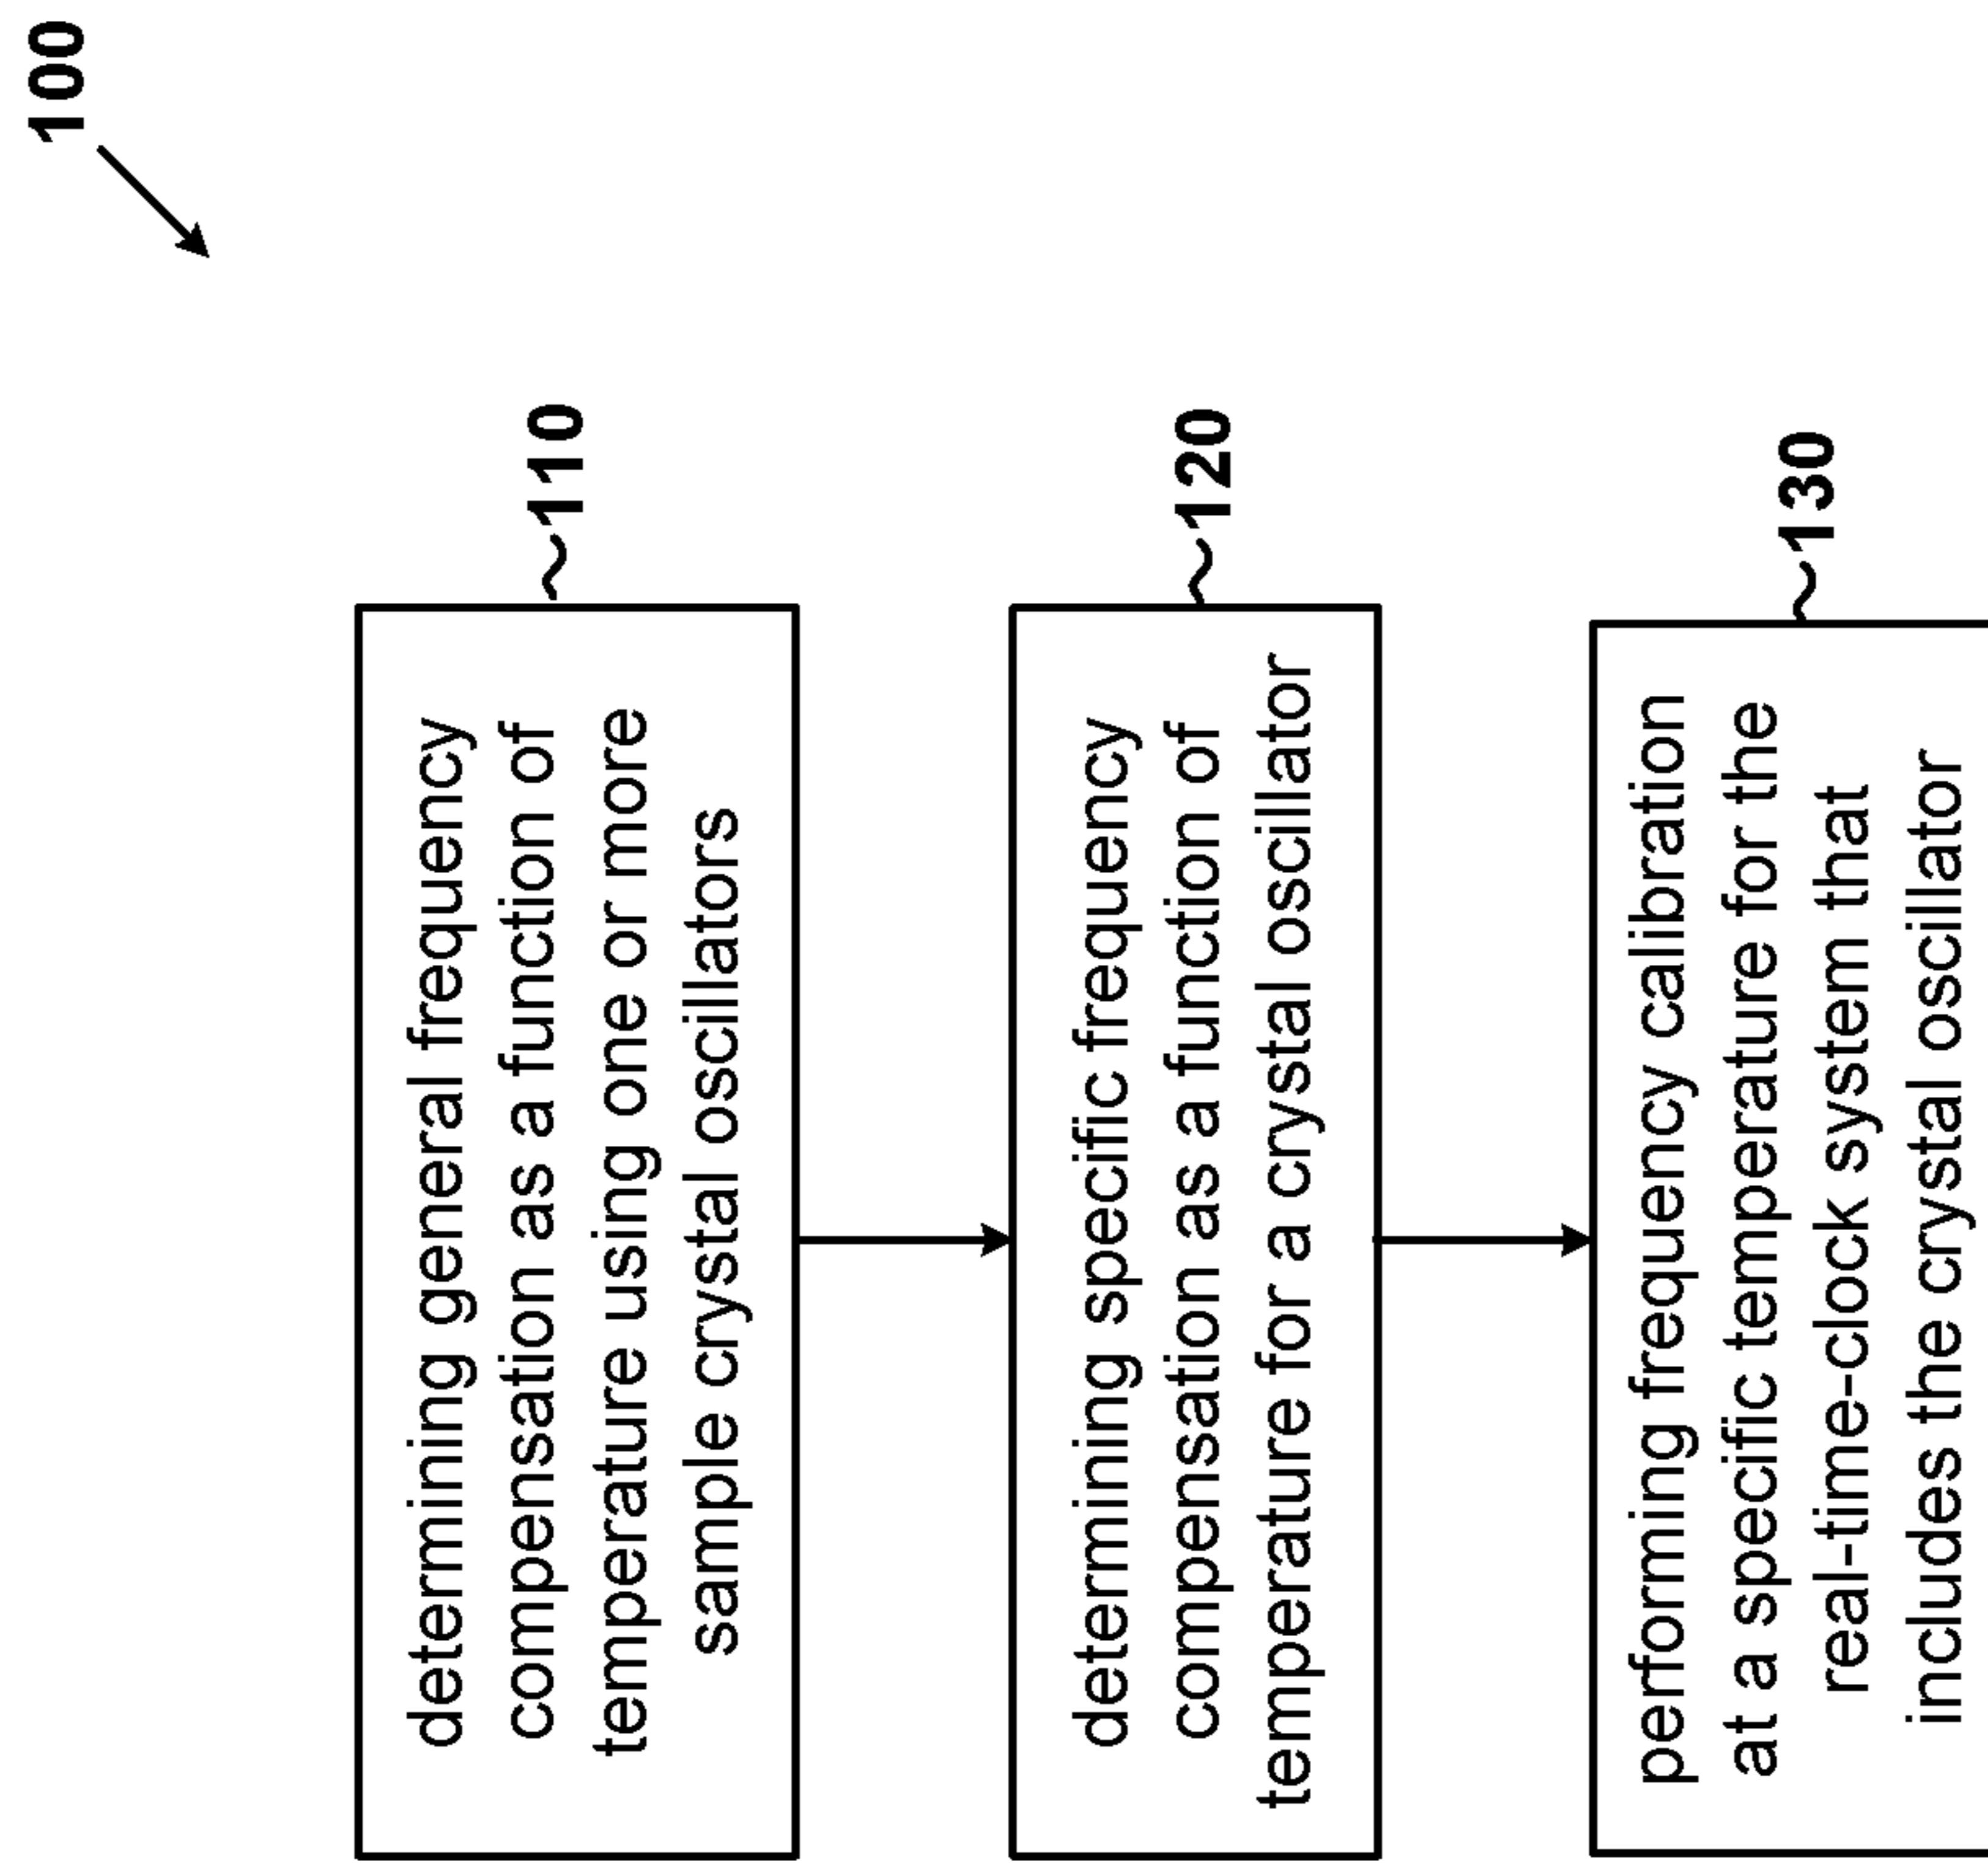 100
determining general frequency
compensation as a function of
temperature using one or more
sample crystal oscillators
110
determining specific frequency
compensation as a function of
temperature for a crystal oscillator
120
performing frequency calibration
at a specific temperature for the
real-time-clock system that
includes the crystal oscillator
130